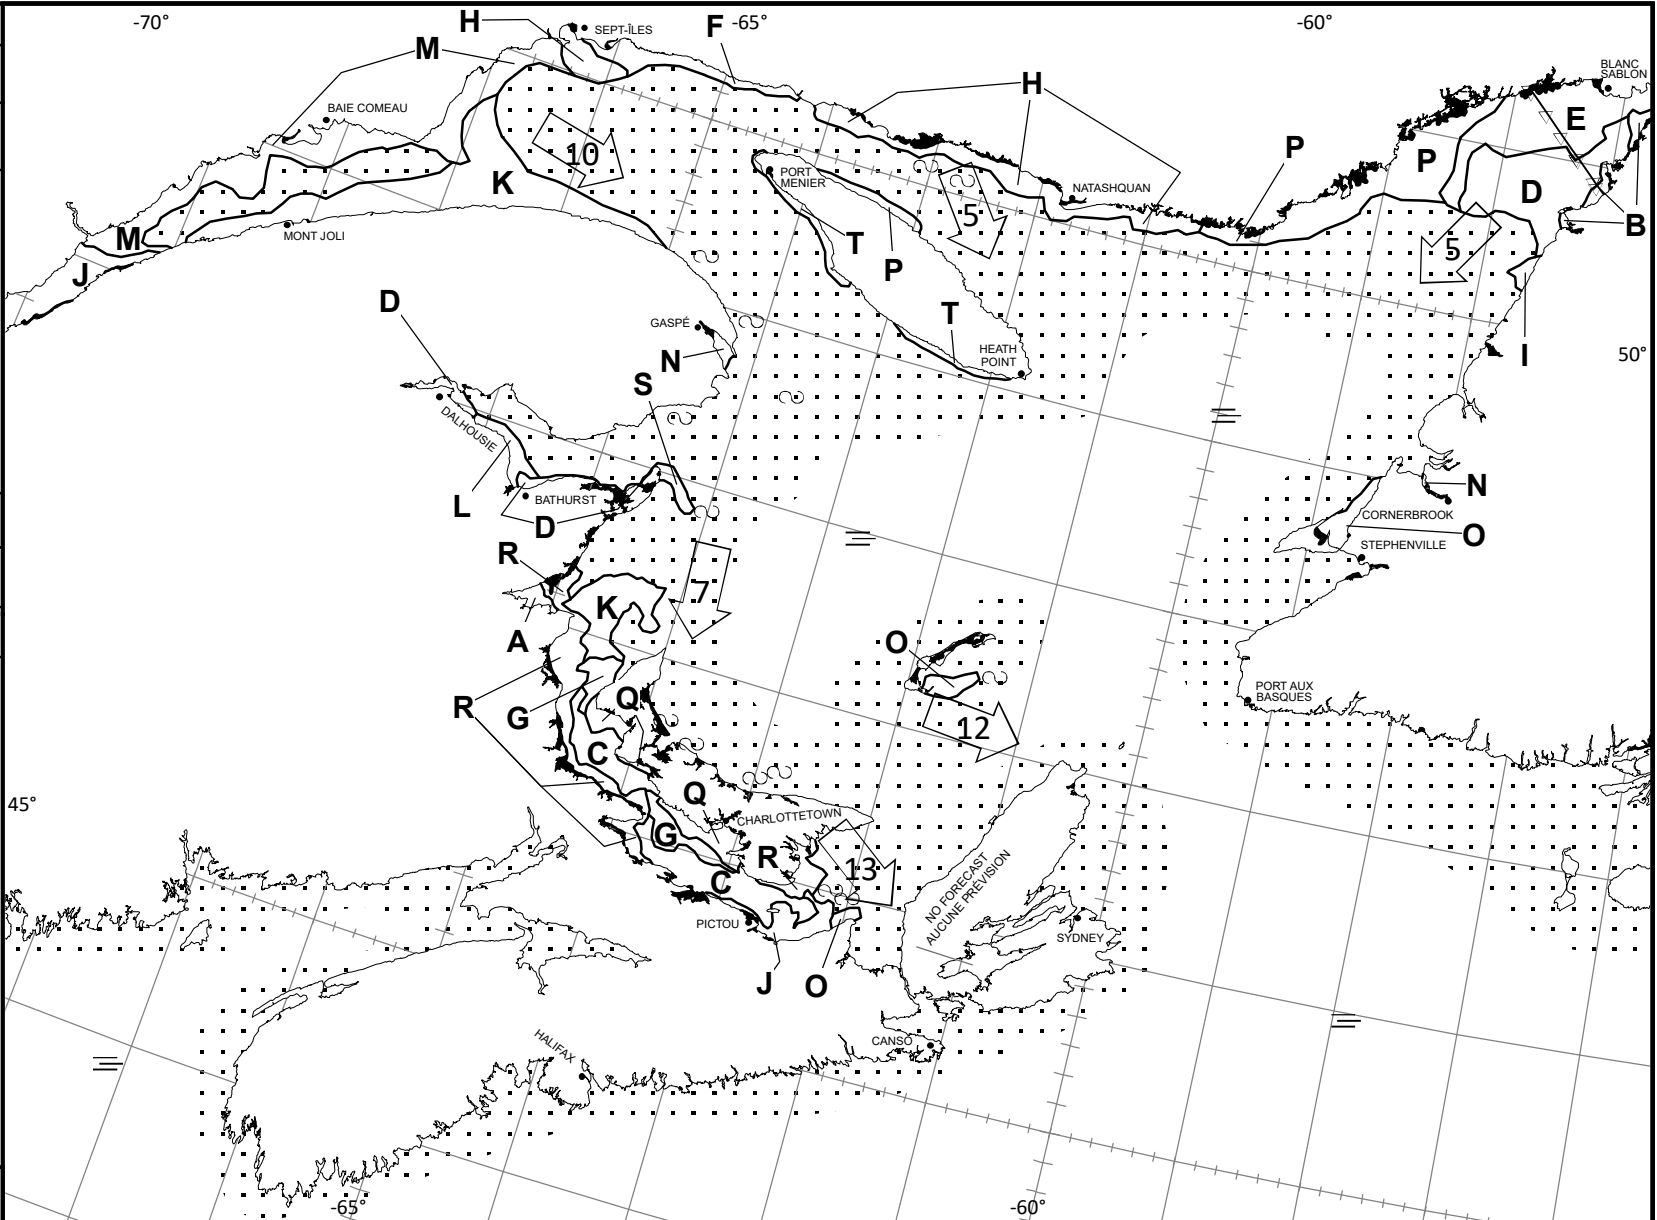 -70°
H
SEPT-ÎLES
-65°
F
-60°
M
BLANC
SABLON
H
BAIE COMEAU
E
10
P
P
K
PORT
MENIER
NATASHQUAN
D
5
B
M
MONT JOLI
T
5
J
P
D
T
GASPÉ
HEATH
POINT
N
I
50°
S
DALHOUSIE
L
BATHURST
N
D
CORNERBROOK
O
STEPHENVILLE
R
7
K
A
O
R
G
Q
PORT AUX
BASQUES
12
C
Q
45°
CHARLOTTETOWN
G
R
13
C
NO FORECAST
AUCUNE PRÉVISION
PICTOU
SYDNEY
J
O
HALIFAX
CANSO
-65°
-60°